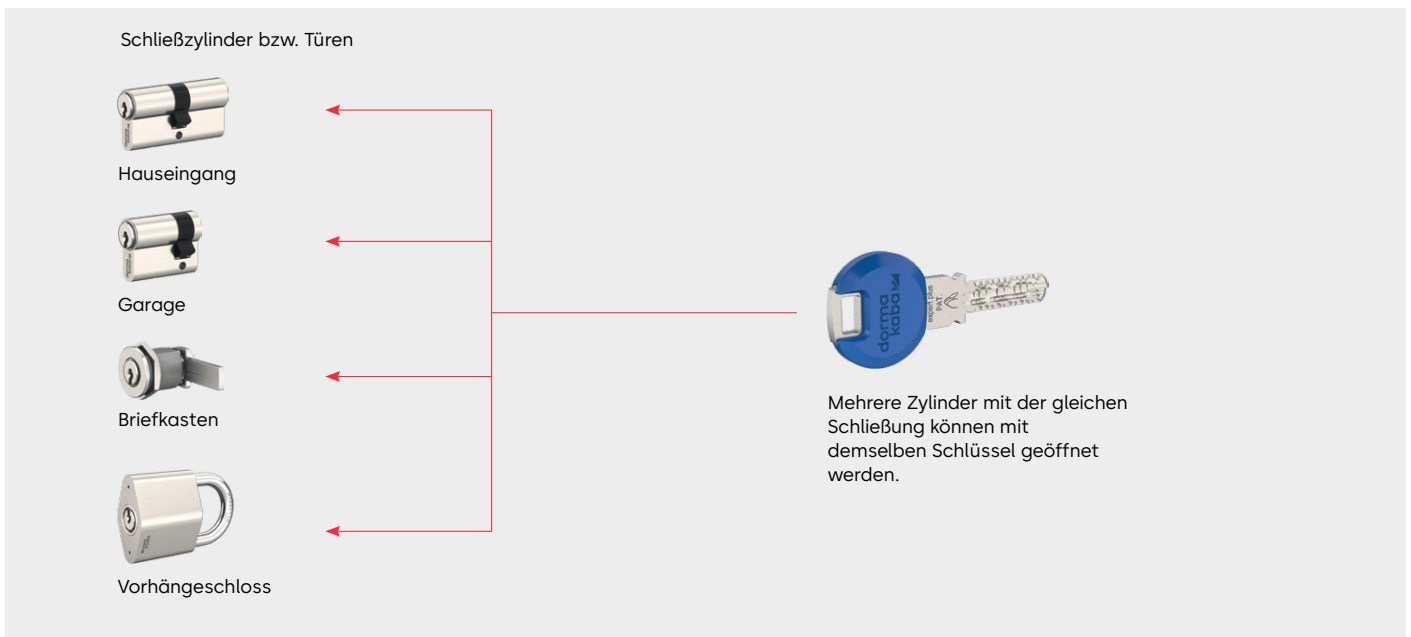 Schließzylinder bzw. Türen
Hauseingang
Garage
Briefkasten
Vorhängeschloss
dorma
kaba
expert plus
PAT.
Mehrere Zylinder mit der gleichen
Schließung können mit
demselben Schlüssel geöffnet
werden.